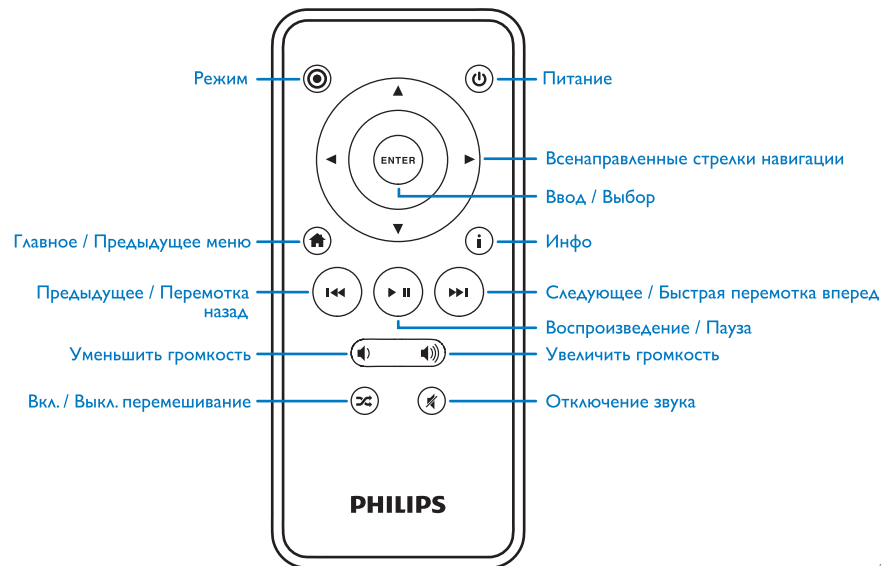 Режим
Питание
ENTER
Всенаправленные стрелки навигации
Ввод / Выбор
Главное / Предыдущее меню
Инфо
Предыдущее / Перемотка
назад
Следующее / Быстрая перемотка вперед
Воспроизведение / Пауза
Уменьшить громкость
Увеличить громкость
Вкл. / Выкл. перемешивание
Отключение звука
PHILIPS